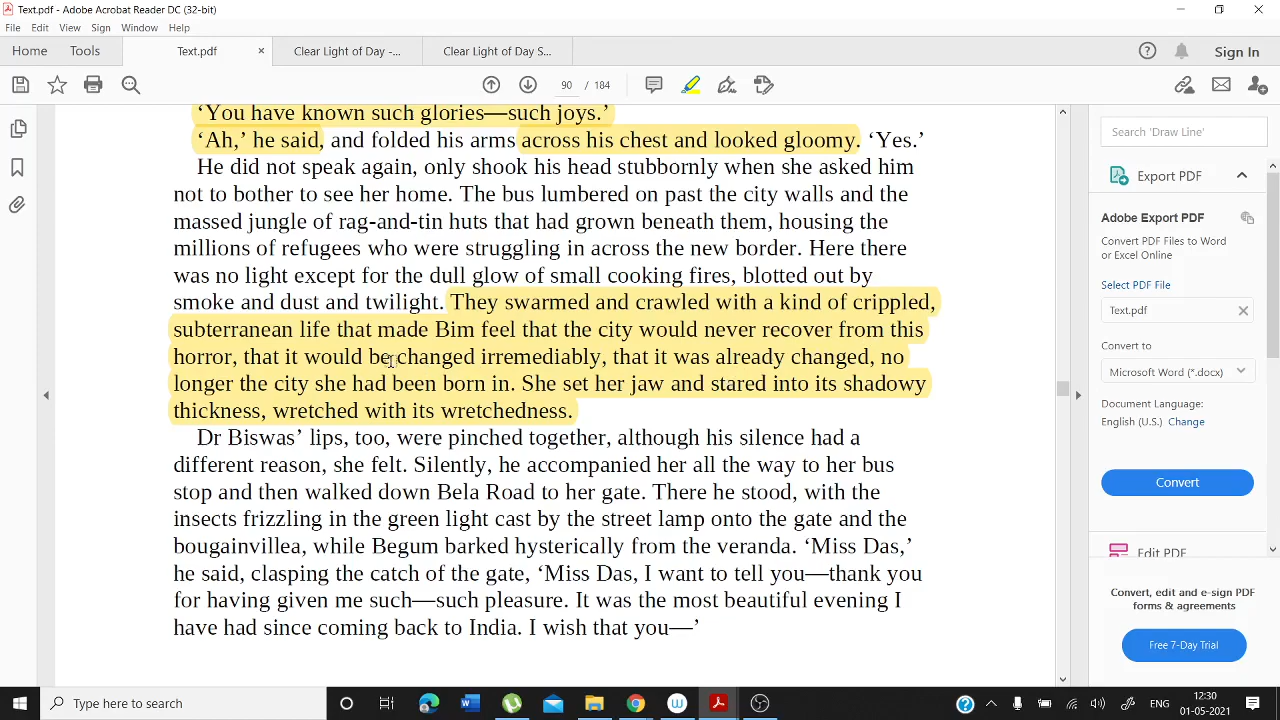 Text.pdf - Adobe Acrobat Reader DC (32-bit)
File Edit View Sign Window Help
Home Tools Text.pdf × Clear Light of Day -... Clear Light of Day S... Sign In
90 / 184
‘You have known such glories—such joys.’
‘Ah,’ he said, and folded his arms across his chest and looked gloomy. ‘Yes.’
He did not speak again, only shook his head stubbornly when she asked him
not to bother to see her home. The bus lumbered on past the city walls and the
massed jungle of rag-and-tin huts that had grown beneath them, housing the
millions of refugees who were struggling in across the new border. Here there
was no light except for the dull glow of small cooking fires, blotted out by
smoke and dust and twilight. They swarmed and crawled with a kind of crippled,
subterranean life that made Bim feel that the city would never recover from this
horror, that it would be changed irremediably, that it was already changed, no
longer the city she had been born in. She set her jaw and stared into its shadowy
thickness, wretched with its wretchedness.
Dr Biswas’ lips, too, were pinched together, although his silence had a
different reason, she felt. Silently, he accompanied her all the way to her bus
stop and then walked down Bela Road to her gate. There he stood, with the
insects frizzling in the green light cast by the street lamp onto the gate and the
bougainvillea, while Begum barked hysterically from the veranda. ‘Miss Das,’
he said, clasping the catch of the gate, ‘Miss Das, I want to tell you—thank you
for having given me such—such pleasure. It was the most beautiful evening I
have had since coming back to India. I wish that you—’
Search 'Draw Line'
Export PDF
Adobe Export PDF
Convert PDF Files to Word
or Excel Online
Select PDF File
Text.pdf
Convert to
Microsoft Word (*.docx)
Document Language:
English (U.S.) Change
Convert
Edit PDF
Convert, edit and e-sign PDF
forms & agreements
Free 7-Day Trial
Type here to search
ENG
12:30
01-05-2021